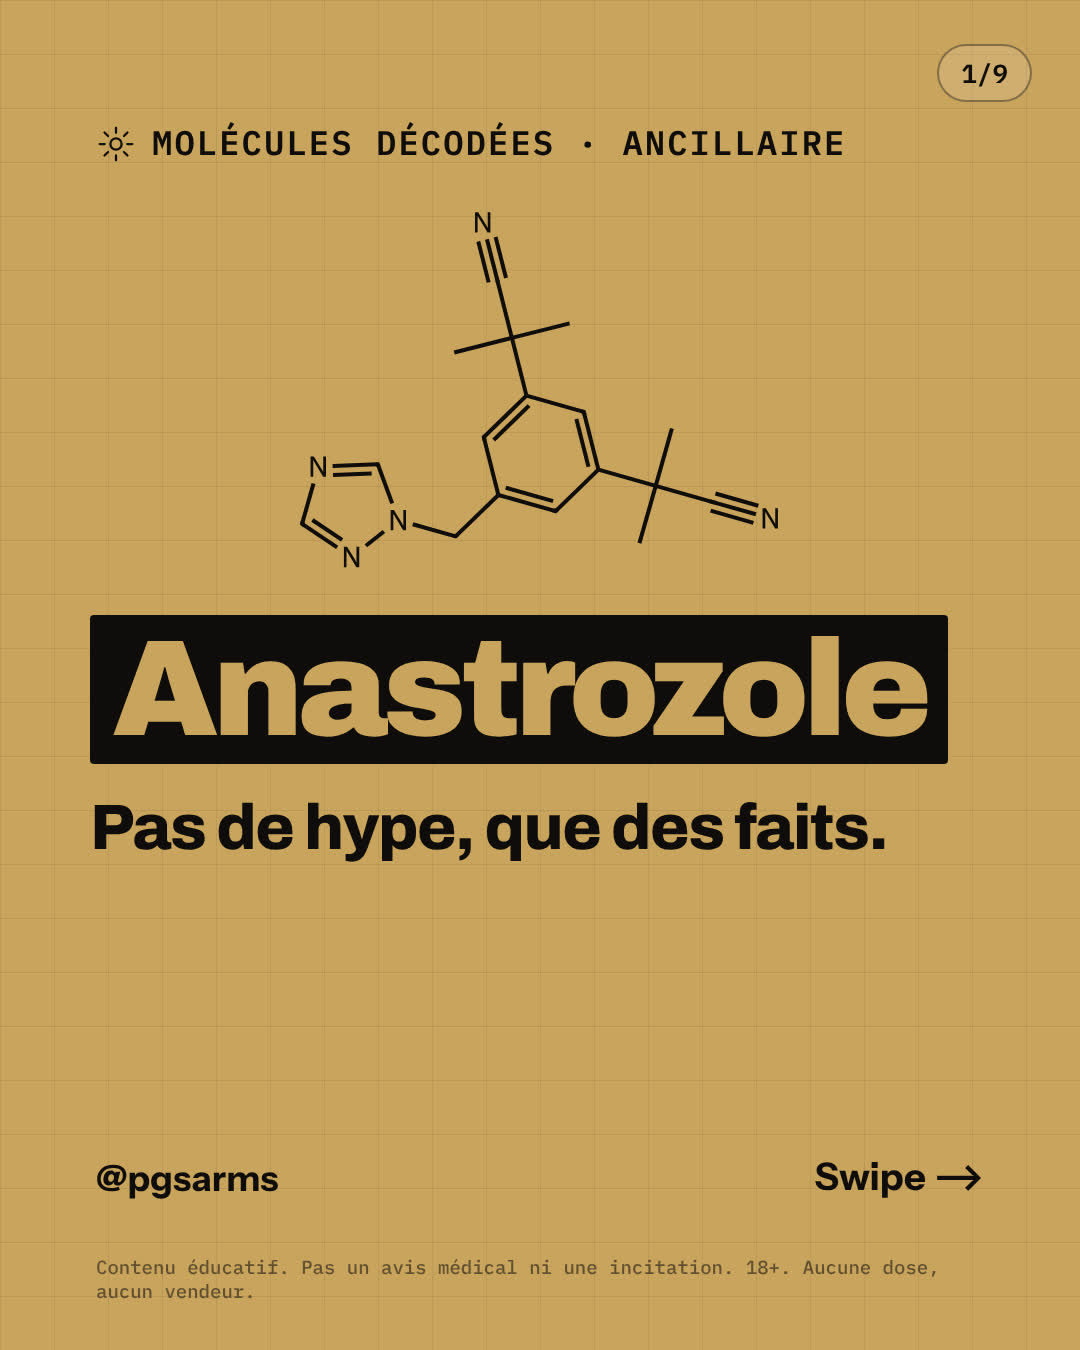 1/9
MOLÉCULES DÉCODÉES · ANCILLAIRE
N
N
N
N
N
Anastrozole
Pas de hype, que des faits.
@pgsarms
Swipe →
Contenu éducatif. Pas un avis médical ni une incitation. 18+. Aucune dose,
aucun vendeur.